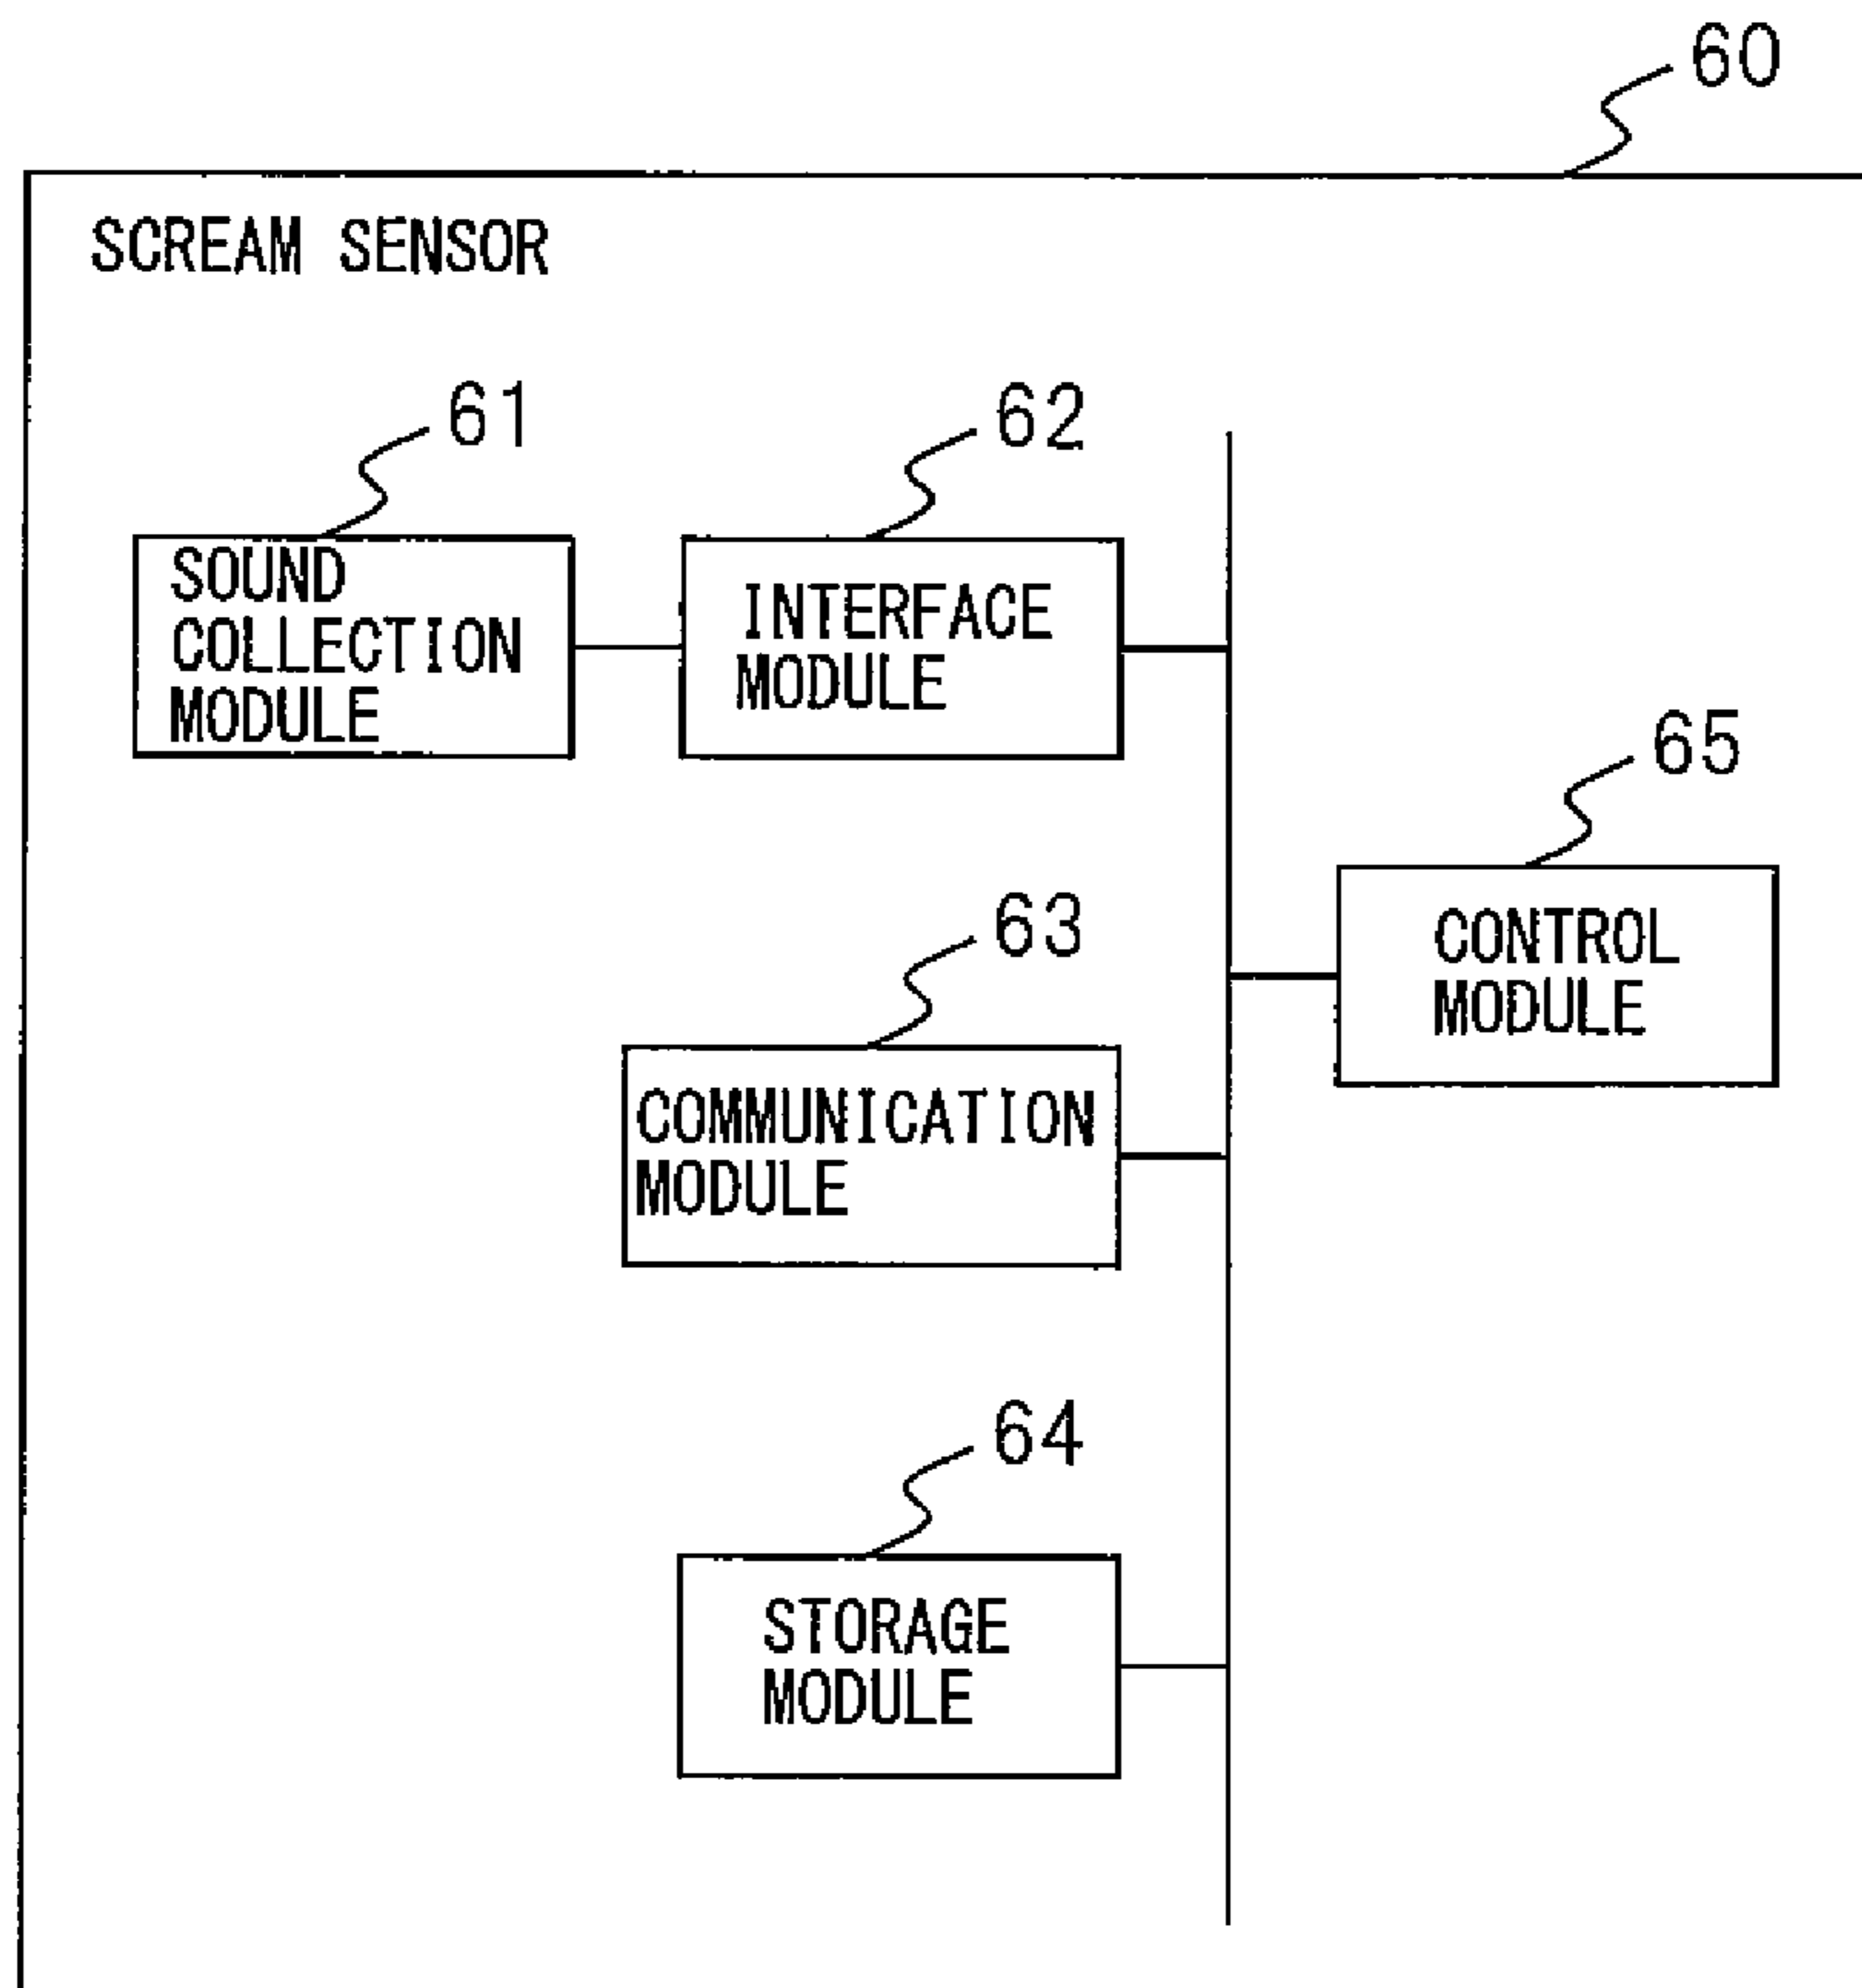 60
SCREAM SENSOR
61
62
SOUND
COLLECTION
MODULE
INTERFACE
MODULE
65
CONTROL
MODULE
63
COMMUNICATION
MODULE
64
STORAGE
MODULE